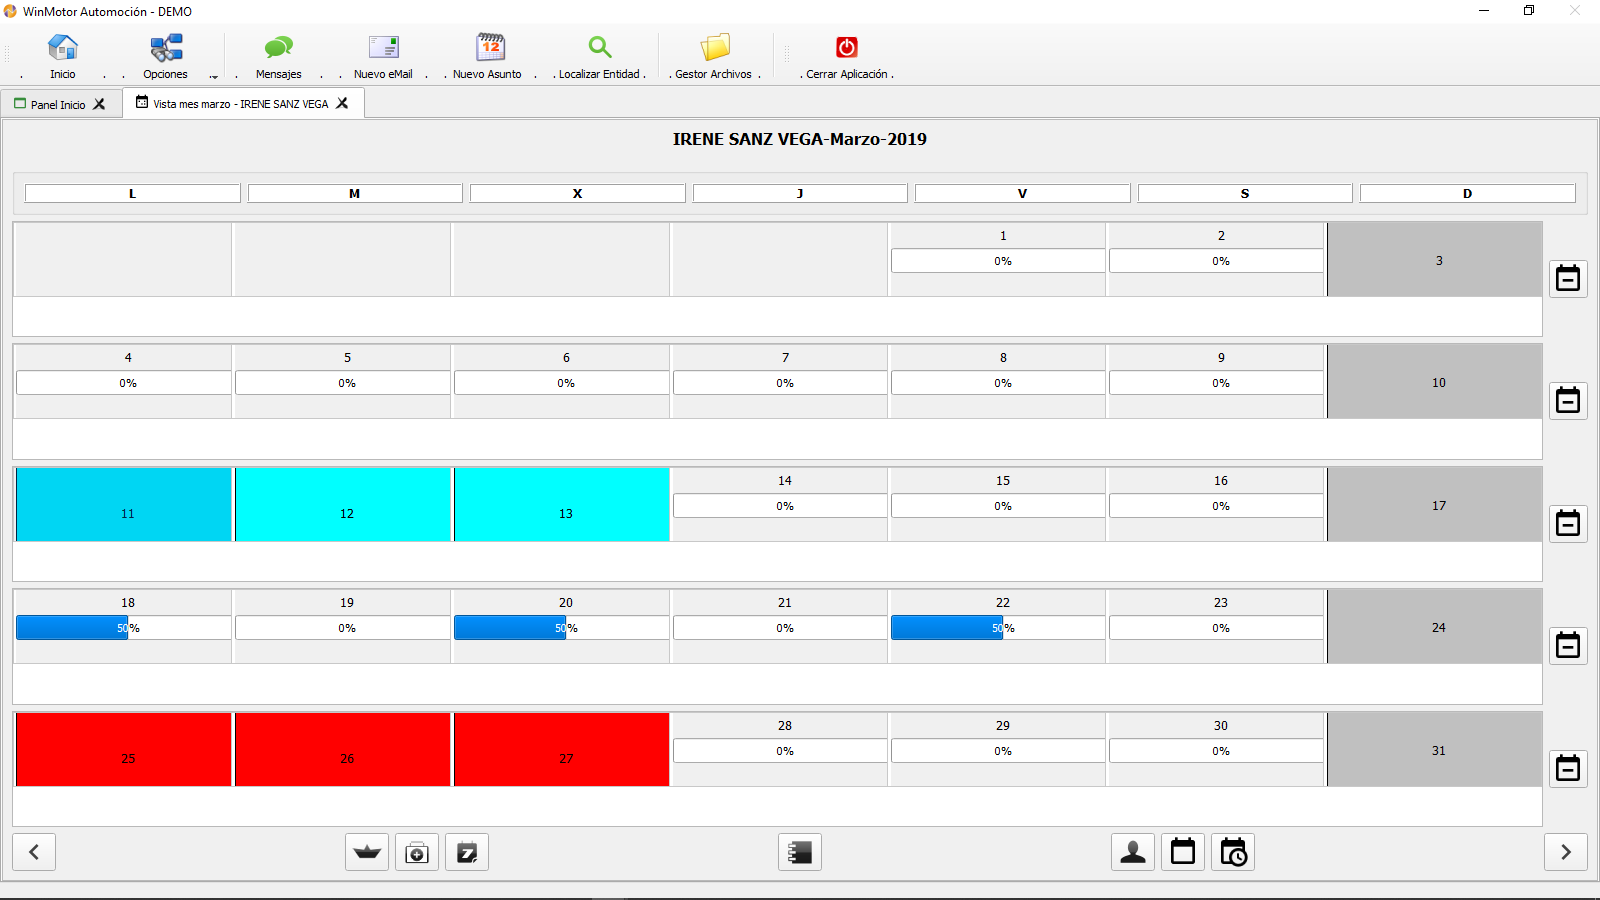 WinMotor Automoción - DEMO
. Inicio . . Opciones . Mensajes . . Nuevo eMail . . Nuevo Asunto . . Localizar Entidad . . Gestor Archivos . . Cerrar Aplicación .
12
Panel Inicio
Vista mes marzo - IRENE SANZ VEGA
IRENE SANZ VEGA-Marzo-2019
L M X J V S D
1 2 3
0% 0%
4 5 6 7 8 9 10
0% 0% 0% 0% 0% 0%
11 12 13 14 15 16 17
0% 0% 0%
18 19 20 21 22 23 24
50% 0% 50% 0% 50% 0%
25 26 27 28 29 30 31
0% 0% 0%